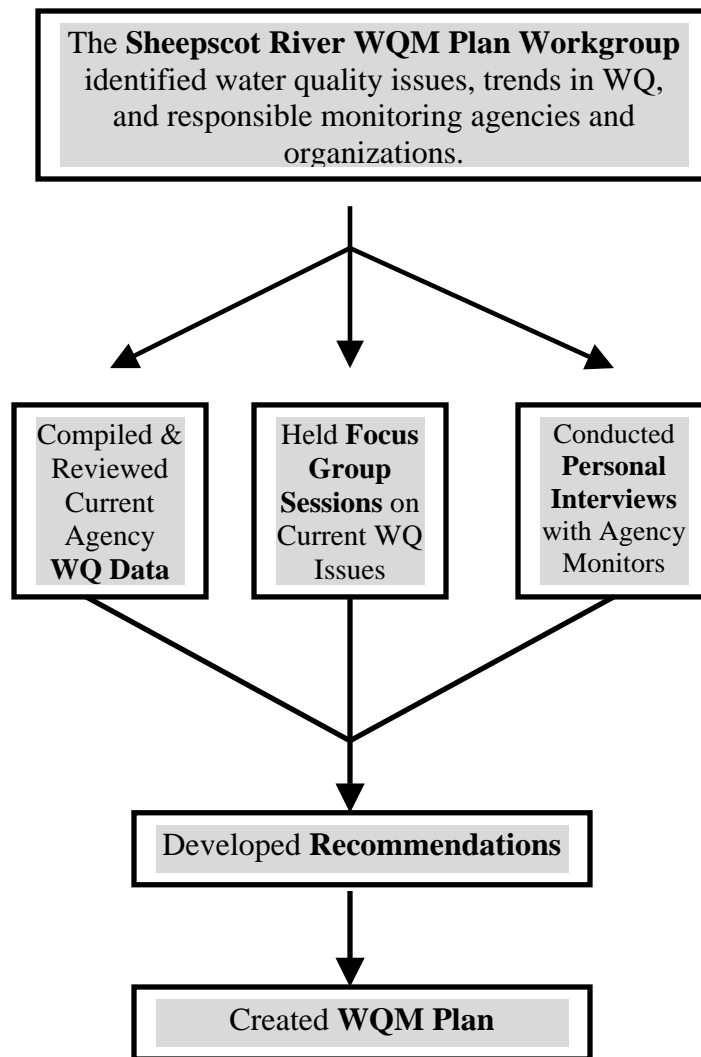 The Sheepscot River WQM Plan Workgroup
identified water quality issues, trends in WQ,
and responsible monitoring agencies and
organizations.
Compiled &
Reviewed
Current
Agency
WQ Data
Held Focus
Group
Sessions on
Current WQ
Issues
Conducted
Personal
Interviews
with Agency
Monitors
Developed Recommendations
Created WQM Plan